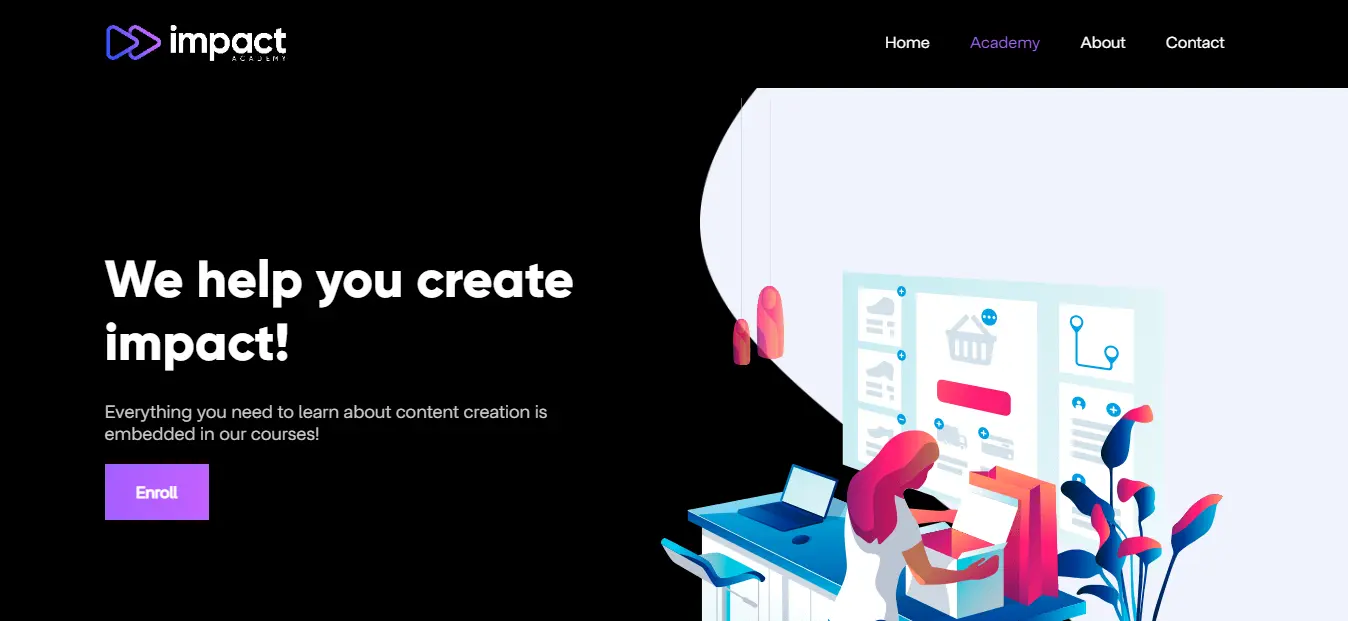 impact
ACADEMY
Home Academy About Contact
We help you create
impact!
Everything you need to learn about content creation is
embedded in our courses!
Enroll